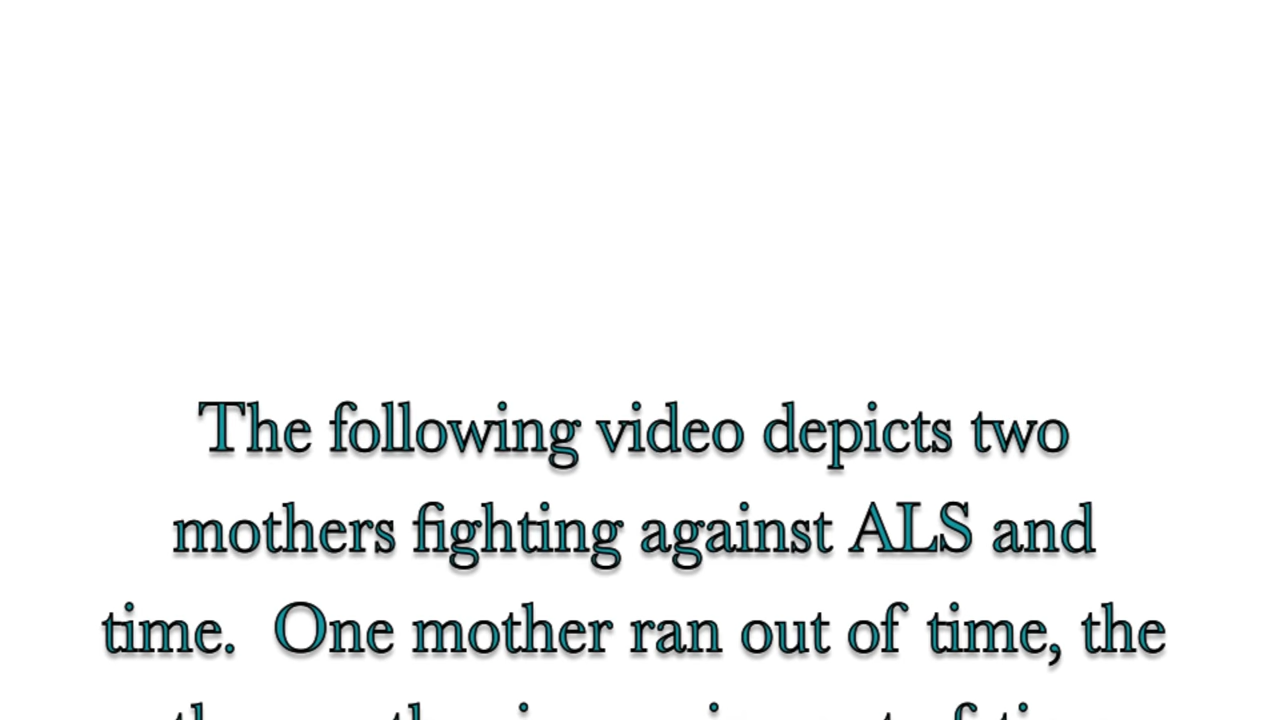 The following video depicts two
mothers fighting against ALS and
time.  One mother ran out of time, the